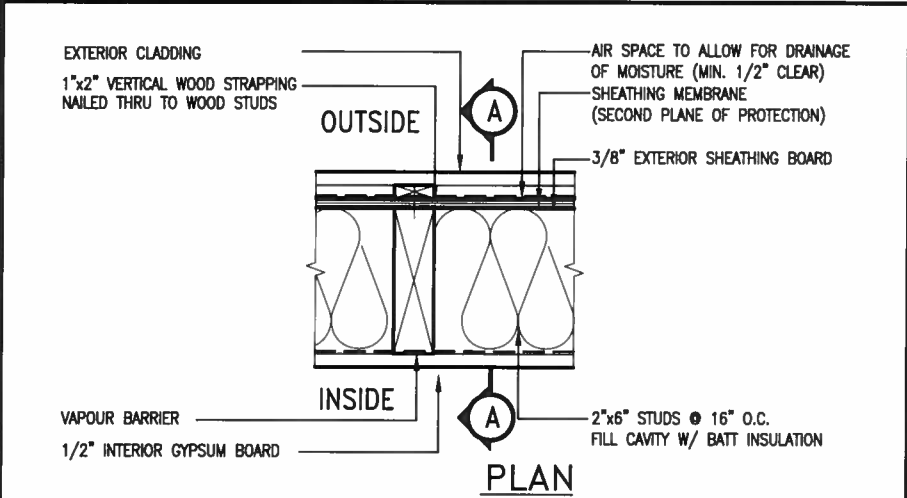 EXTERIOR CLADDING
1"x2" VERTICAL WOOD STRAPPING
NAILED THRU TO WOOD STUDS
OUTSIDE
A
AIR SPACE TO ALLOW FOR DRAINAGE
OF MOISTURE (MIN. 1/2" CLEAR)
SHEATHING MEMBRANE
(SECOND PLANE OF PROTECTION)
3/8" EXTERIOR SHEATHING BOARD
INSIDE
A
VAPOUR BARRIER
1/2" INTERIOR GYPSUM BOARD
2"x6" STUDS @ 16" O.C.
FILL CAVITY W/ BATT INSULATION
PLAN